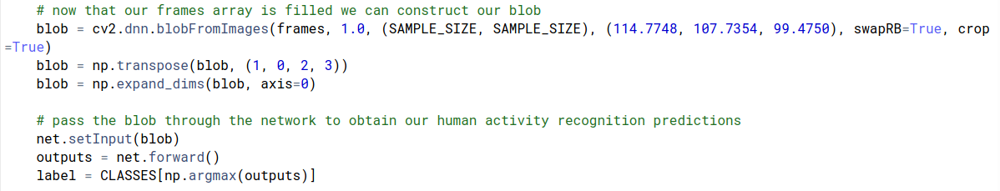 # now that our frames array is filled we can construct our blob
blob = cv2.dnn.blobFromImages(frames, 1.0, (SAMPLE_SIZE, SAMPLE_SIZE), (114.7748, 107.7354, 99.4750), swapRB=True, crop
=True)
blob = np.transpose(blob, (1, 0, 2, 3))
blob = np.expand_dims(blob, axis=0)
# pass the blob through the network to obtain our human activity recognition predictions
net.setInput(blob)
outputs = net.forward()
label = CLASSES[np.argmax(outputs)]